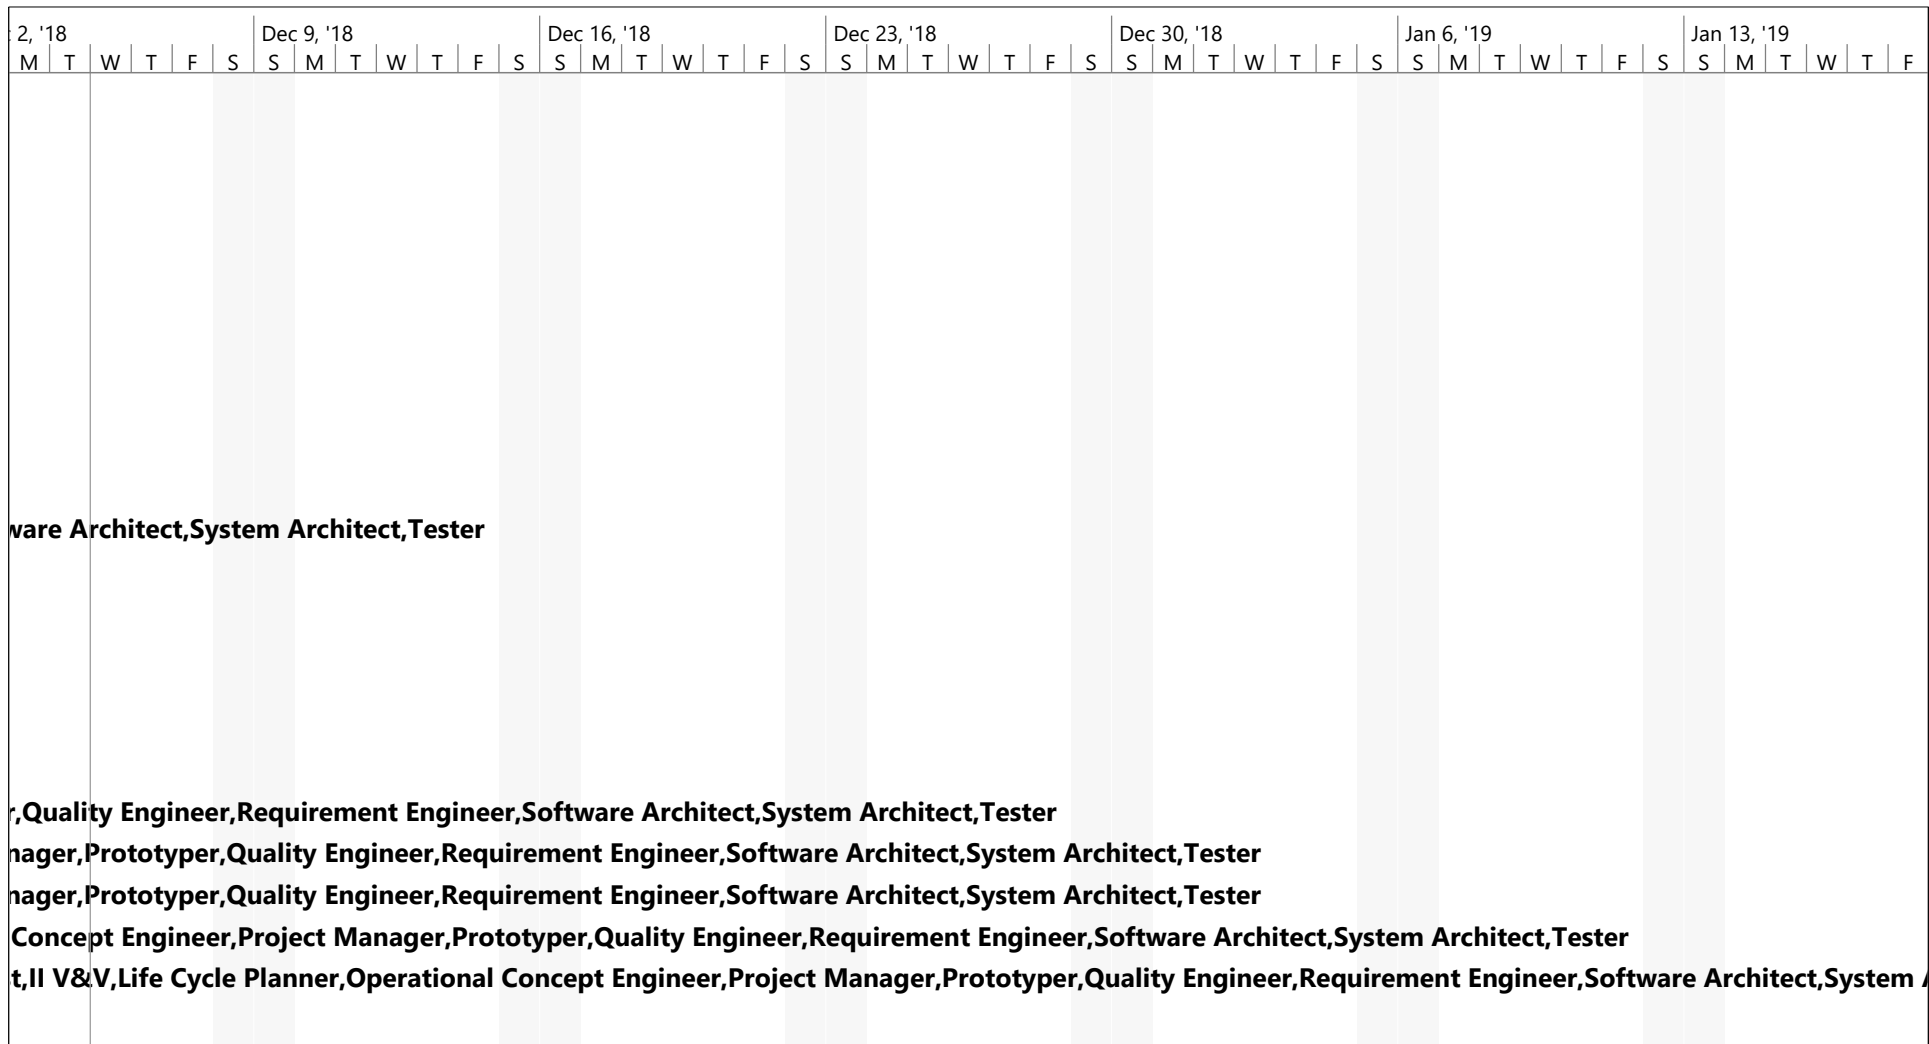 2, '18 Dec 9, '18 Dec 16, '18 Dec 23, '18 Dec 30, '18 Jan 6, '19 Jan 13, '19
M T W T F S S M T W T F S S M T W T F S S M T W T F S S M T W T F S S M T W T F S S M T W T F
ware Architect,System Architect,Tester
r,Quality Engineer,Requirement Engineer,Software Architect,System Architect,Tester
nager,Prototyper,Quality Engineer,Requirement Engineer,Software Architect,System Architect,Tester
nager,Prototyper,Quality Engineer,Requirement Engineer,Software Architect,System Architect,Tester
Concept Engineer,Project Manager,Prototyper,Quality Engineer,Requirement Engineer,Software Architect,System Architect,Tester
t,II V&V,Life Cycle Planner,Operational Concept Engineer,Project Manager,Prototyper,Quality Engineer,Requirement Engineer,Software Architect,System